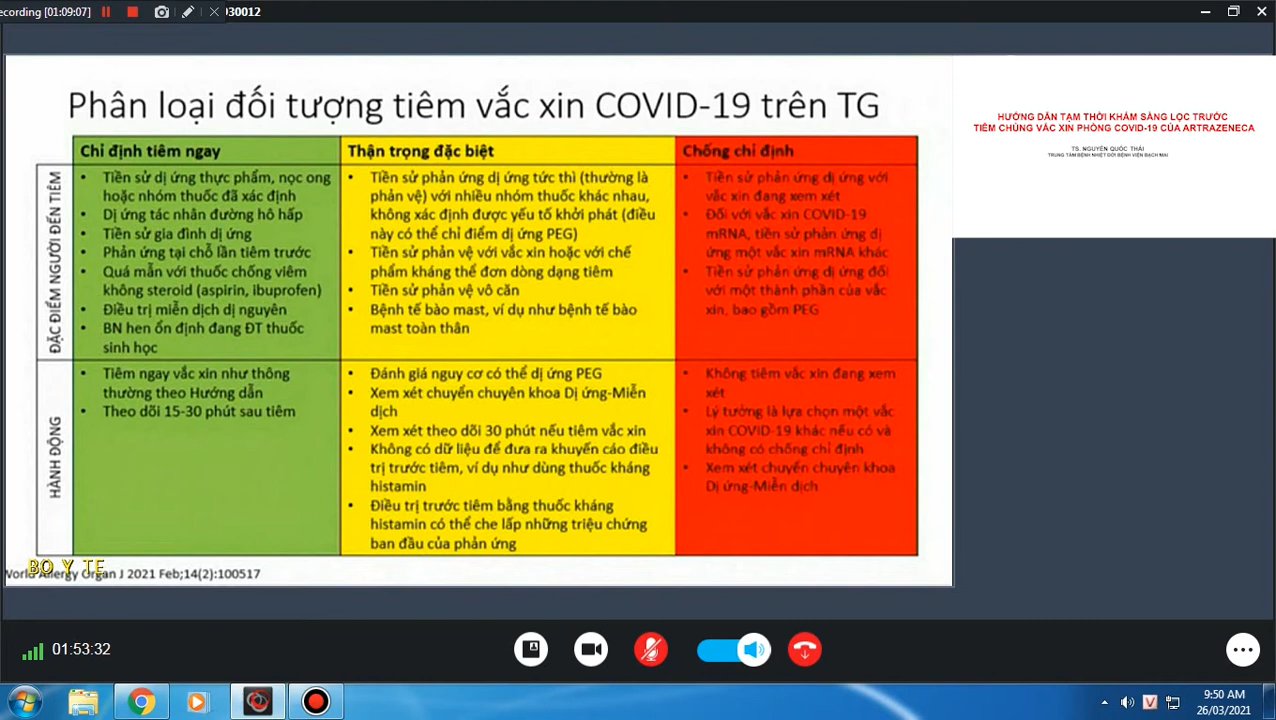 ecording [01:09:07]
030012
Phân loại đối tượng tiêm vắc xin COVID-19 trên TG
Chỉ định tiêm ngay
Thận trọng đặc biệt
Chống chỉ định
ĐẶC ĐIỂM NGƯỜI ĐẾN TIÊM
• Tiền sử dị ứng thực phẩm, nọc ong
hoặc nhóm thuốc đã xác định
• Dị ứng tác nhân đường hô hấp
• Tiền sử gia đình dị ứng
• Phản ứng tại chỗ lần tiêm trước
• Quá mẫn với thuốc chống viêm
không steroid (aspirin, ibuprofen)
• Điều trị miễn dịch dị nguyên
• BN hen ổn định đang ĐT thuốc
sinh học
• Tiền sử phản ứng dị ứng tức thì (thường là
phản vệ) với nhiều nhóm thuốc khác nhau,
không xác định được yếu tố khởi phát (điều
này có thể chỉ điểm dị ứng PEG)
• Tiền sử phản vệ với vắc xin hoặc với chế
phẩm kháng thể đơn dòng dạng tiêm
• Tiền sử phản vệ vô căn
• Bệnh tế bào mast, ví dụ như bệnh tế bào
mast toàn thân
• Tiền sử phản ứng dị ứng với
vắc xin đang xem xét
• Đối với vắc xin COVID-19
mRNA, tiền sử phản ứng dị
ứng một vắc xin mRNA khác
• Tiền sử phản ứng dị ứng đối
với một thành phần của vắc
xin, bao gồm PEG
HÀNH ĐỘNG
• Tiêm ngay vắc xin như thông
thường theo Hướng dẫn
• Theo dõi 15-30 phút sau tiêm
• Đánh giá nguy cơ có thể dị ứng PEG
• Xem xét chuyển chuyên khoa Dị ứng-Miễn
dịch
• Xem xét theo dõi 30 phút nếu tiêm vắc xin
• Không có dữ liệu để đưa ra khuyến cáo điều
trị trước tiêm, ví dụ như dùng thuốc kháng
histamin
• Điều trị trước tiêm bằng thuốc kháng
histamin có thể che lấp những triệu chứng
ban đầu của phản ứng
• Không tiêm vắc xin đang xem
xét
• Lý tưởng là lựa chọn một vắc
xin COVID-19 khác nếu có và
không có chống chỉ định
• Xem xét chuyển chuyên khoa
Dị ứng-Miễn dịch
BO Y TE
World Allergy Organ J 2021 Feb;14(2):100517
HƯỚNG DẪN TẠM THỜI KHÁM SÀNG LỌC TRƯỚC
TIÊM CHỦNG VẮC XIN PHÒNG COVID-19 CỦA ARTRAZENECA
TS. NGUYỄN QUỐC THÁI
TRUNG TÂM BỆNH NHIỆT ĐỚI BỆNH VIỆN BẠCH MAI
01:53:32
V
9:50 AM
26/03/2021